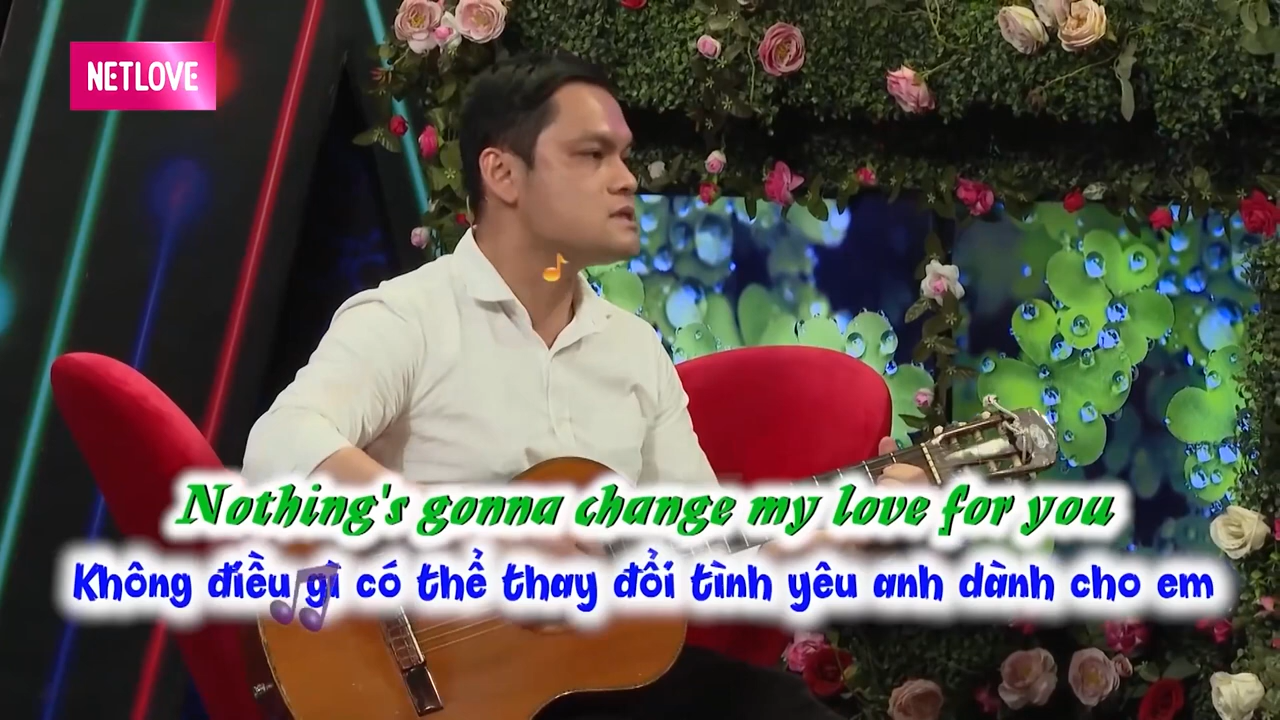 NETLOVE
Nothing's gonna change my love for you
Không điều gì có thể thay đổi tình yêu anh dành cho em